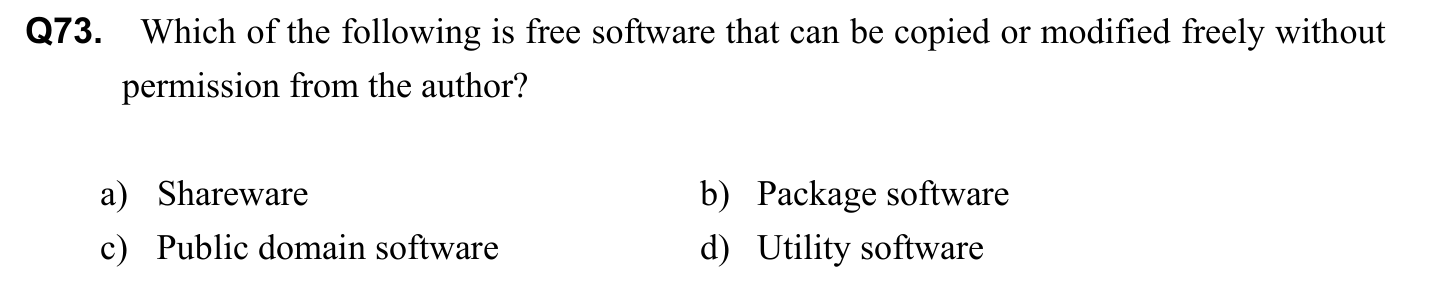 Q73. Which of the following is free software that can be copied or modified freely without
permission from the author?
a) Shareware b) Package software
c) Public domain software d) Utility software